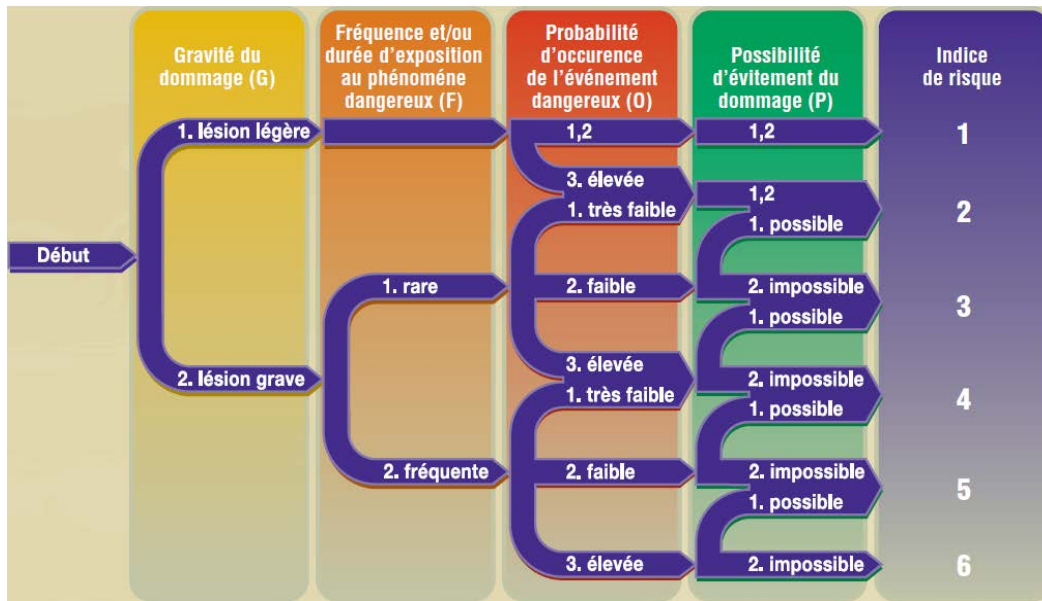 Gravité du
dommage (G)
Fréquence et/ou
durée d'exposition
au phénoméne
dangereux (F)
Probabilité
d'occurence
de l'événement
dangereux (O)
Possibilité
d'évitement du
dommage (P)
Indice
de risque
1. lésion légère
1,2
1,2
1
3. élevée
1,2
1. très faible
2
1. possible
Début
1. rare
2. faible
2. impossible
3
1. possible
3. élevée
2. lésion grave
2. impossible
1. très faible
4
1. possible
2. fréquente
2. faible
2. impossible
5
1. possible
3. élevée
2. impossible
6